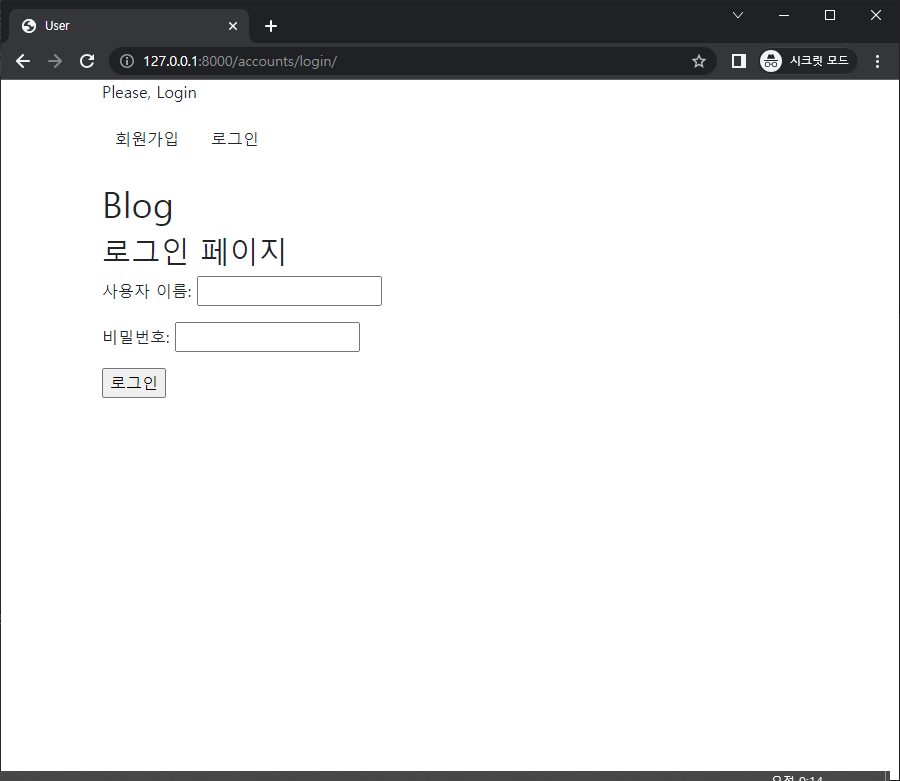 User
127.0.0.1:8000/accounts/login/
시크릿 모드
Please, Login
회원가입 로그인
Blog
로그인 페이지
사용자 이름:
비밀번호:
로그인